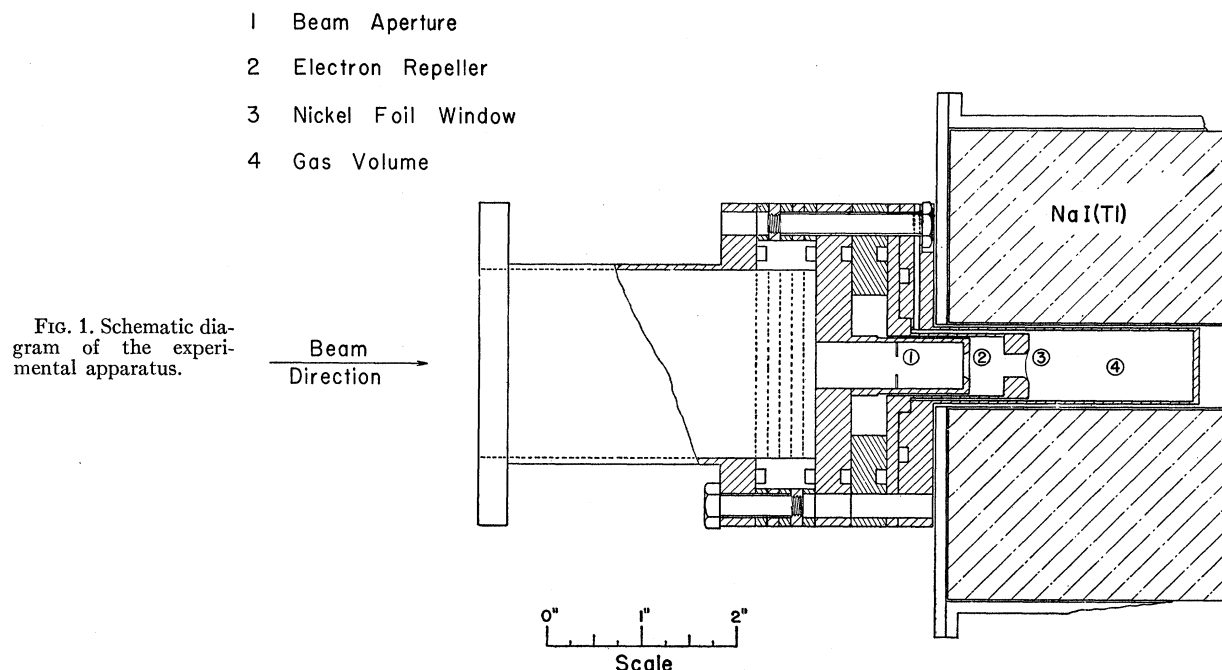 1 Beam Aperture
2 Electron Repeller
3 Nickel Foil Window
4 Gas Volume
NaI(Tl)
FIG. 1. Schematic dia-
gram of the experi-
mental apparatus.
Beam
Direction
① ② ③ ④
0" 1" 2"
Scale